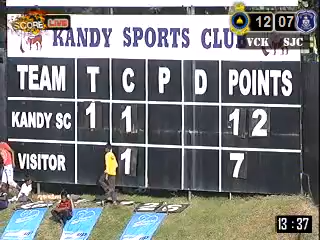 SCORE LIVE
12 07
VCK SJC
KANDY SPORTS CLUB
TEAM T C P D POINTS
KANDY SC 1 1 12
VISITOR 1 7
13:37